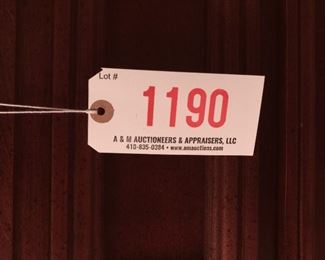 Lot #
1190
A & M AUCTIONEERS & APPRAISERS, LLC
410-835-0384 • www.amauctions.com